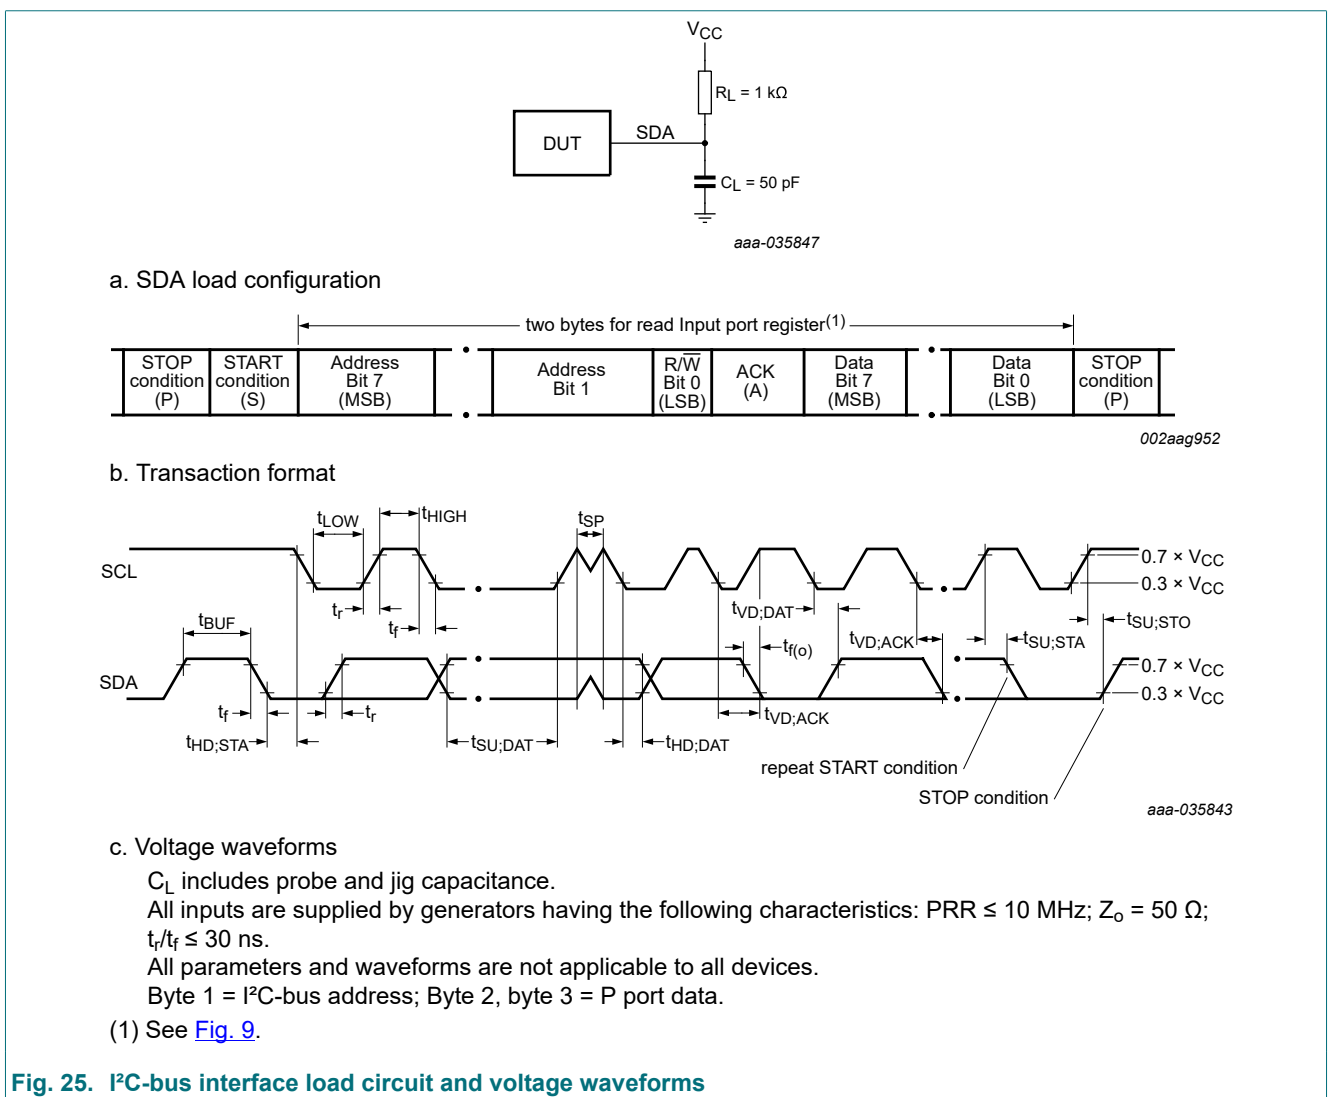 VCC
RL = 1 kΩ
DUT
SDA
CL = 50 pF
aaa-035847
a. SDA load configuration
two bytes for read Input port register(1)
STOP condition (P)
START condition (S)
Address Bit 7 (MSB)
Address Bit 1
R/W̅ Bit 0 (LSB)
ACK (A)
Data Bit 7 (MSB)
Data Bit 0 (LSB)
STOP condition (P)
002aag952
b. Transaction format
tLOW
tHIGH
tSP
SCL
0.7 × VCC
0.3 × VCC
tr
tf
tVD;DAT
tSU;STO
tBUF
tf(o)
tVD;ACK
tSU;STA
SDA
0.7 × VCC
0.3 × VCC
tf
tr
tVD;ACK
tHD;STA
tSU;DAT
tHD;DAT
repeat START condition
STOP condition
aaa-035843
c. Voltage waveforms
CL includes probe and jig capacitance.
All inputs are supplied by generators having the following characteristics: PRR ≤ 10 MHz; Zo = 50 Ω;
tr/tf ≤ 30 ns.
All parameters and waveforms are not applicable to all devices.
Byte 1 = I²C-bus address; Byte 2, byte 3 = P port data.
(1) See Fig. 9.
Fig. 25. I²C-bus interface load circuit and voltage waveforms